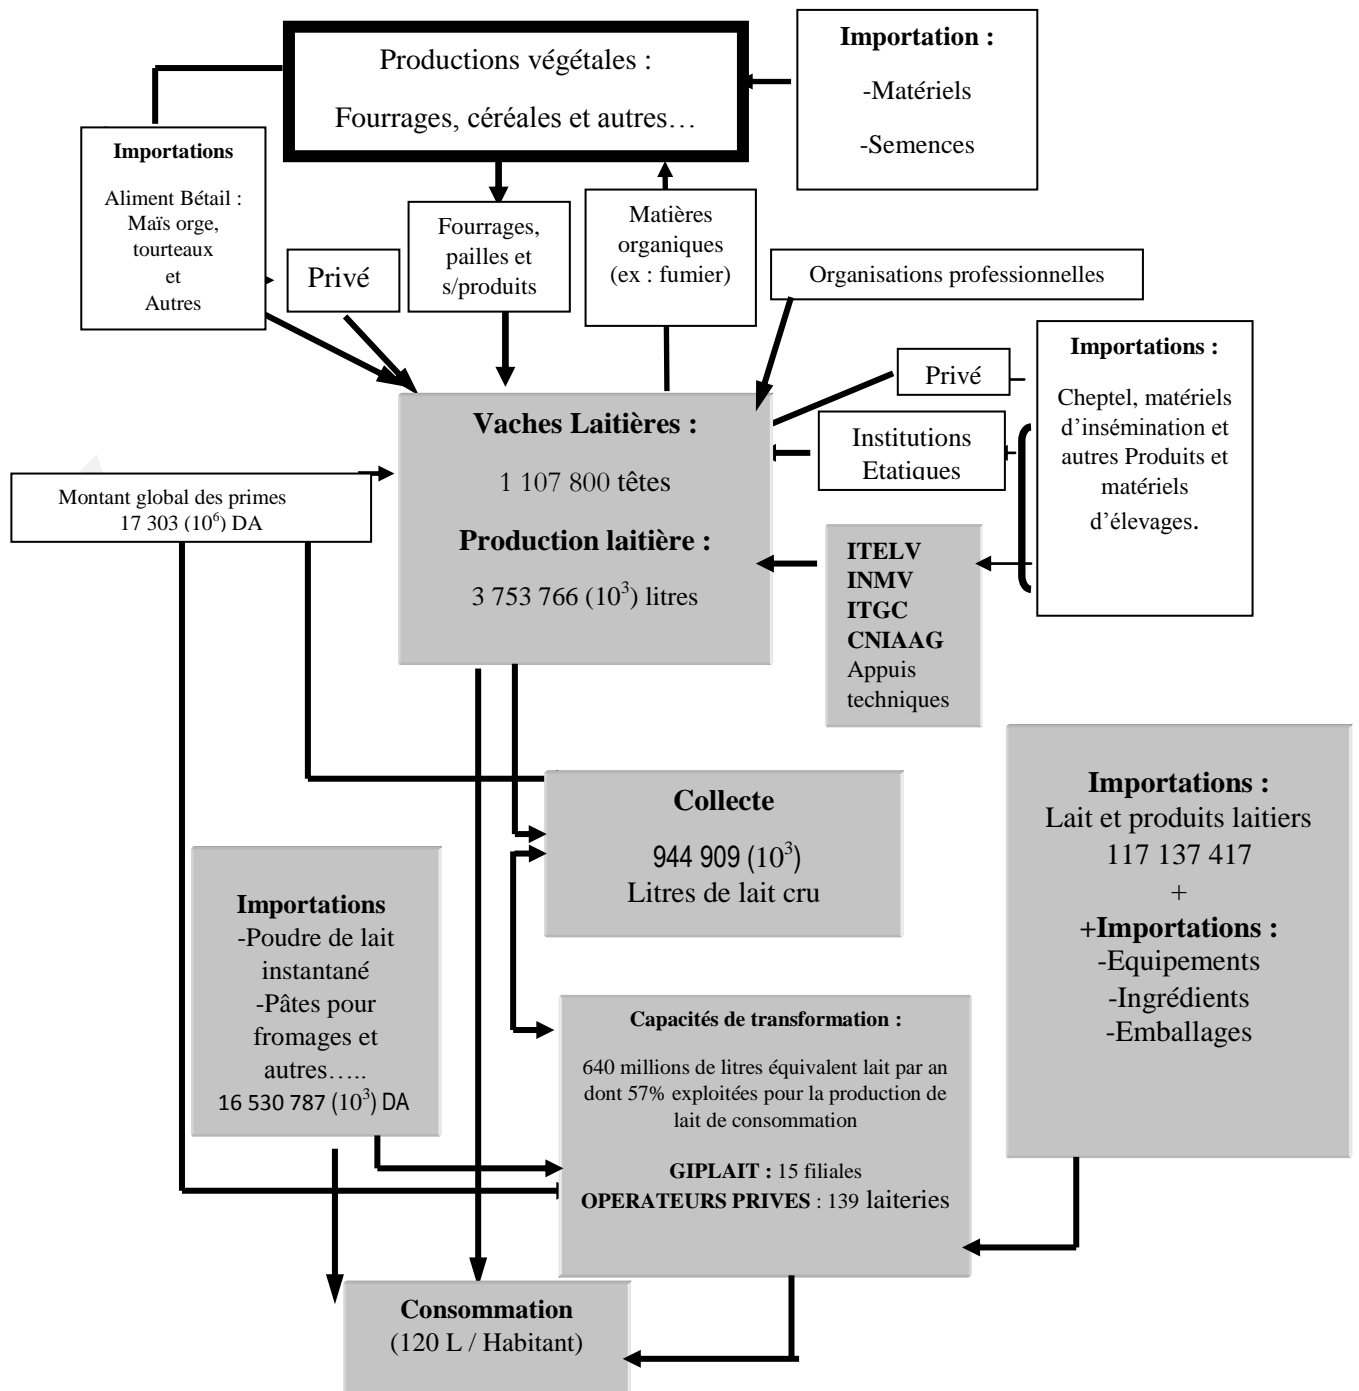 Productions végétales :
Fourrages, céréales et autres…
Importation :
-Matériels
-Semences
Importations
Aliment Bétail :
Maïs orge,
tourteaux
et
Autres
Privé
Fourrages,
pailles et
s/produits
Matières
organiques
(ex : fumier)
Organisations professionnelles
Privé
Institutions
Etatiques
Importations :
Cheptel, matériels
d’insémination et
autres Produits et
matériels
d’élevages.
Vaches Laitières :
1 107 800 têtes
Production laitière :
3 753 766 (10³) litres
Montant global des primes
17 303 (10⁶) DA
ITELV
INMV
ITGC
CNIAAG
Appuis
techniques
Collecte
944 909 (10³)
Litres de lait cru
Importations :
Lait et produits laitiers
117 137 417
+
+Importations :
-Equipements
-Ingrédients
-Emballages
Importations
-Poudre de lait
instantané
-Pâtes pour
fromages et
autres…..
16 530 787 (10³) DA
Capacités de transformation :
640 millions de litres équivalent lait par an
dont 57% exploitées pour la production de
lait de consommation
GIPLAIT : 15 filiales
OPERATEURS PRIVES : 139 laiteries
Consommation
(120 L / Habitant)